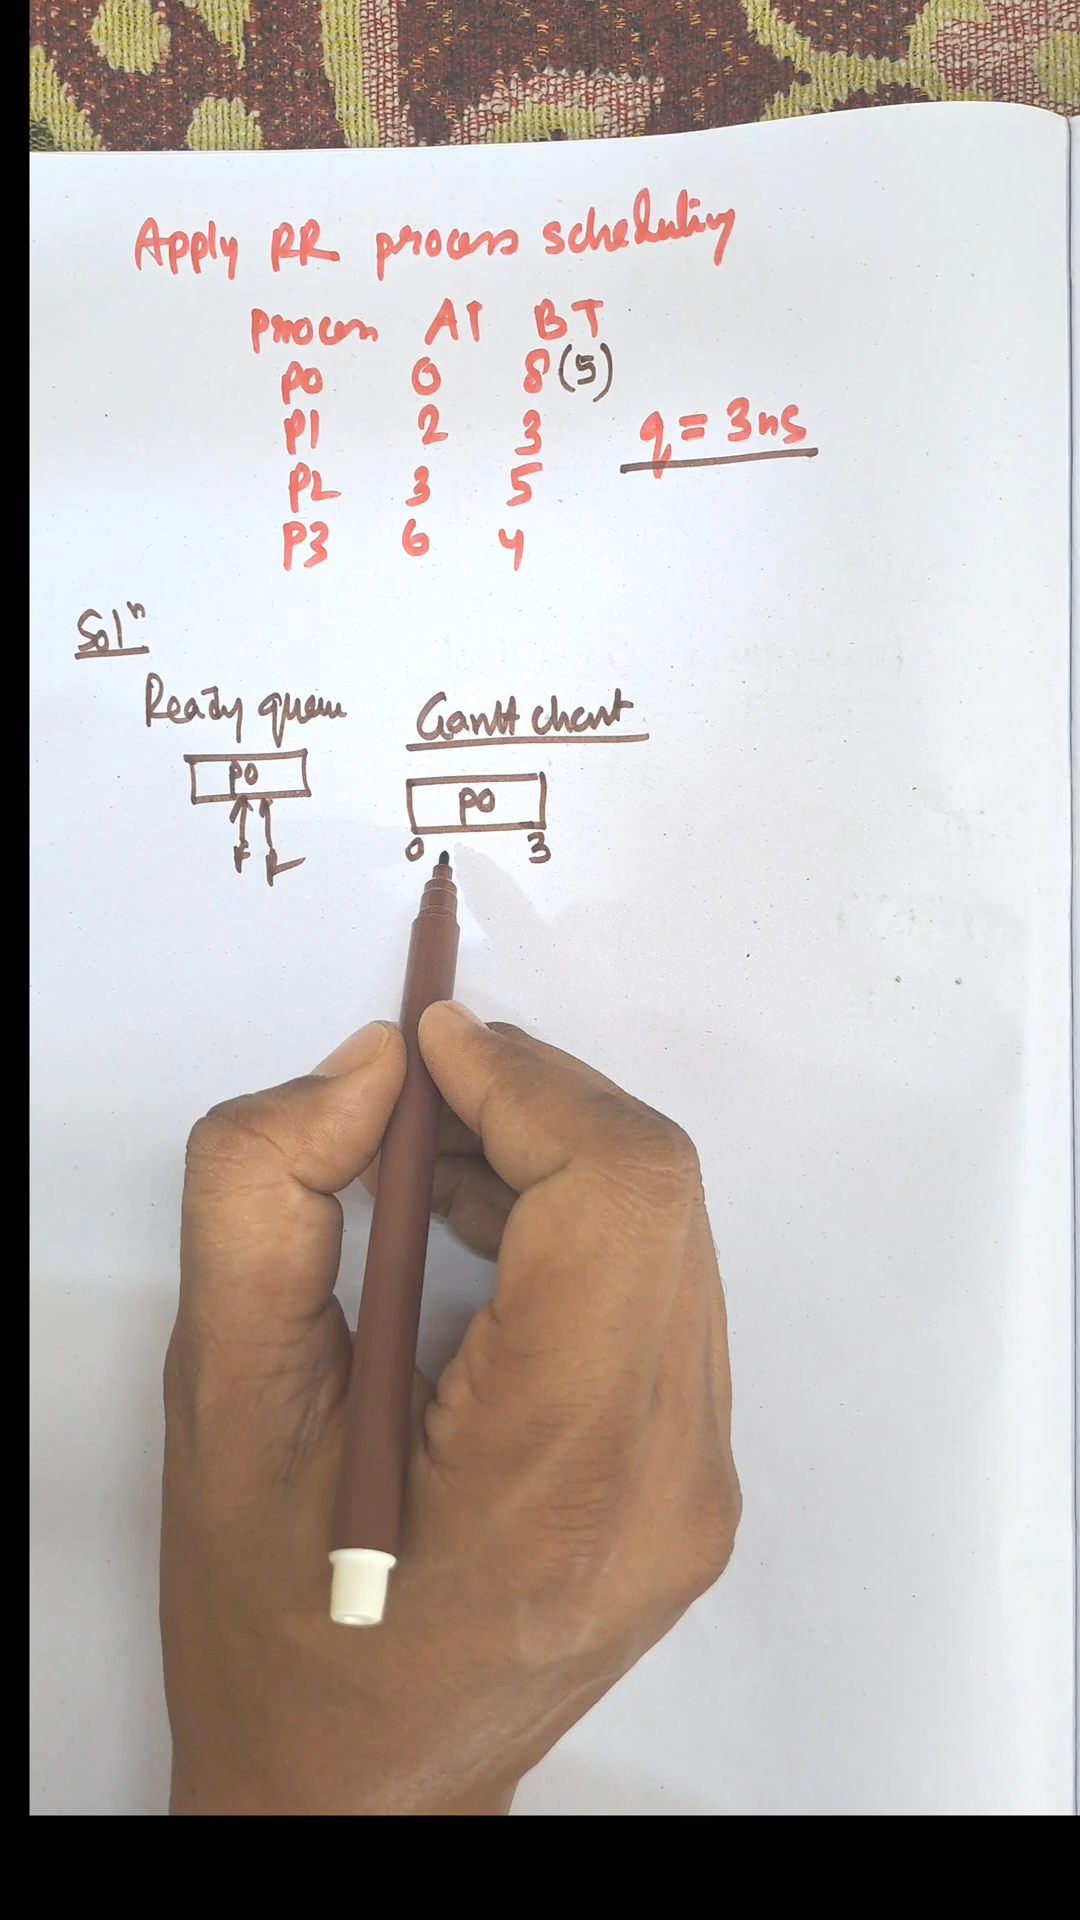 Apply RR process scheduling
Process AT BT
P0 0 8 (5)
P1 2 3
q = 3ns
P2 3 5
P3 6 4
Solⁿ
Ready queue Gantt chart
P0 P0
0 3
F